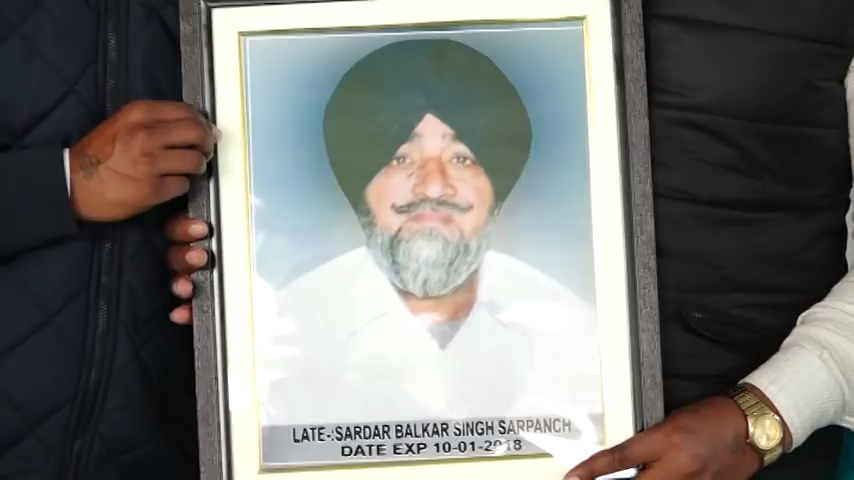 LATE-:SARDAR BALKAR SINGH SARPANCH
DATE EXP 10-01-2018